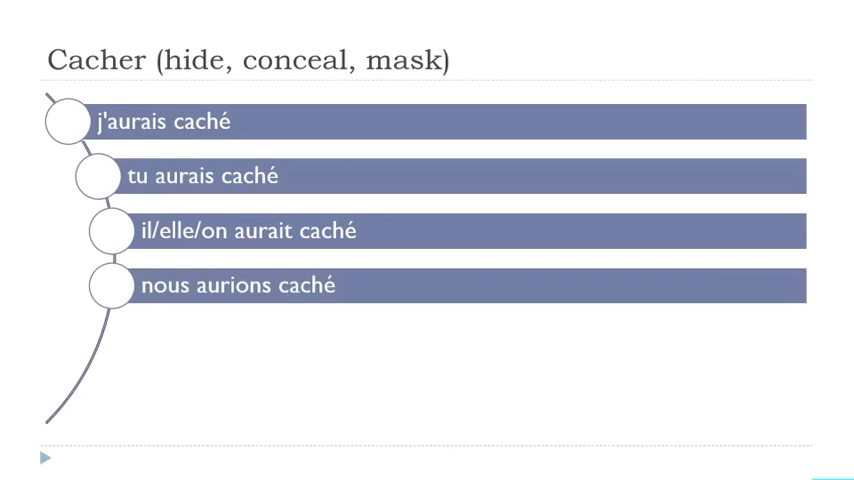 Cacher (hide, conceal, mask)
j'aurais caché
tu aurais caché
il/elle/on aurait caché
nous aurions caché